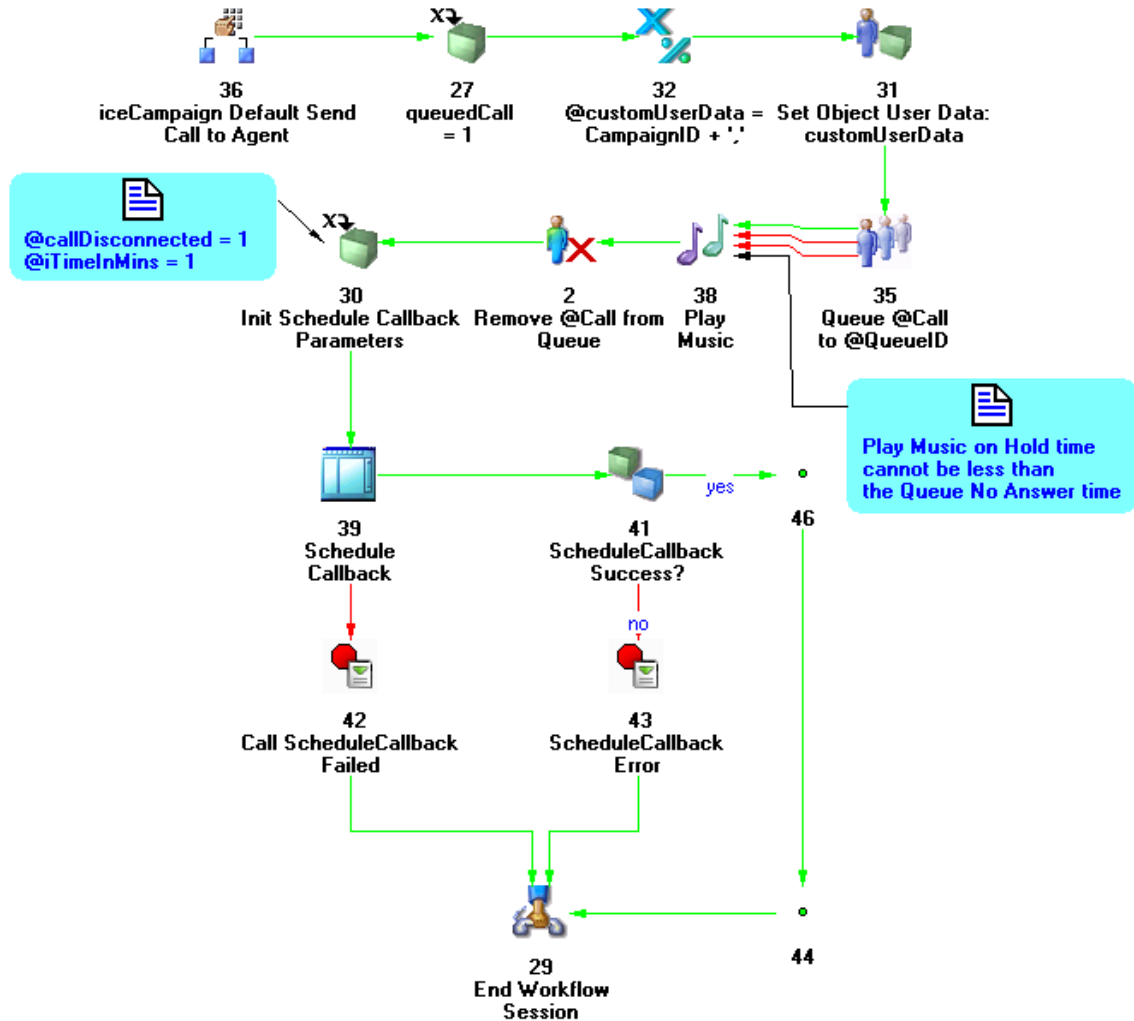 36
iceCampaign Default Send
Call to Agent
27
queuedCall
= 1
32
@customUserData =
CampaignID + ','
31
Set Object User Data:
customUserData
@callDisconnected = 1
@iTimeInMins = 1
30
Init Schedule Callback
Parameters
2
Remove @Call from
Queue
38
Play
Music
35
Queue @Call
to @QueueID
Play Music on Hold time
cannot be less than
the Queue No Answer time
39
Schedule
Callback
41
ScheduleCallback
Success?
yes
46
no
42
Call ScheduleCallback
Failed
43
ScheduleCallback
Error
29
End Workflow
Session
44